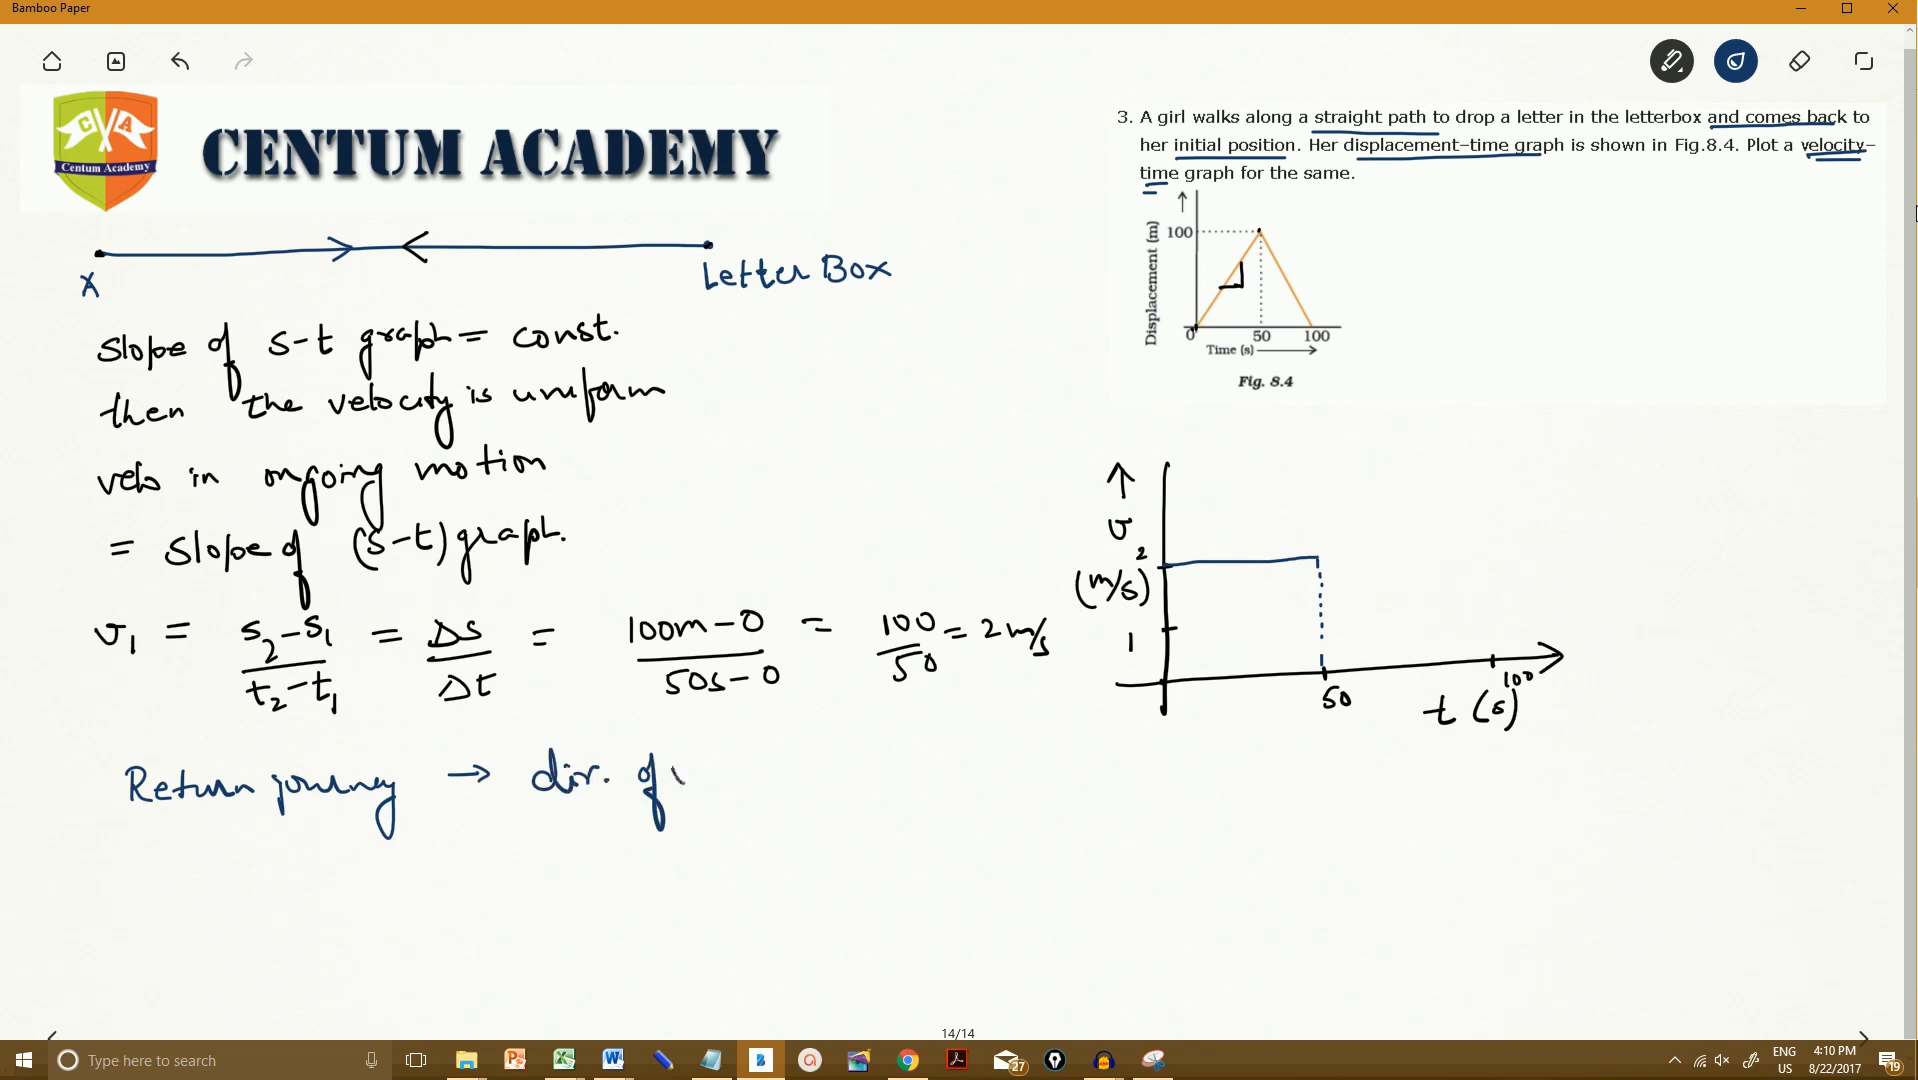 Bamboo Paper
CA
Centum Academy
CENTUM ACADEMY
3. A girl walks along a straight path to drop a letter in the letterbox and comes back to
her initial position. Her displacement–time graph is shown in Fig.8.4. Plot a velocity–
time graph for the same.
Displacement (m)
100
0
50
100
Time (s)
Fig. 8.4
X
Letter Box
Slope of s-t graph = const.
then the velocity is uniform
velo in ongoing motion
= slope of (s-t) graph.
v₁ = s₂-s₁/t₂-t₁ = Δs/Δt = 100m-0/50s-0 = 100/50 = 2 m/s
Return journey → dir. of
v
(m/s)
2
1
50
100
t (s)
14/14
Type here to search
27
ENG
US
4:10 PM
8/22/2017
19